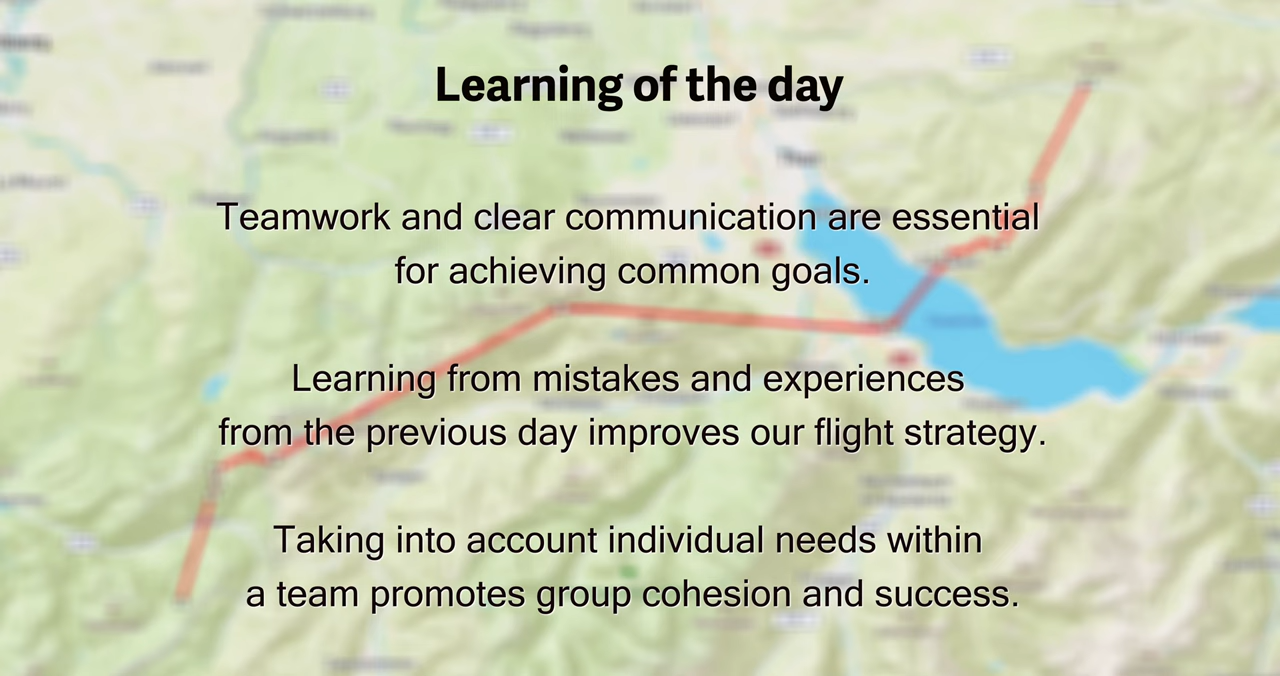 Learning of the day
Teamwork and clear communication are essential
for achieving common goals.
Learning from mistakes and experiences
from the previous day improves our flight strategy.
Taking into account individual needs within
a team promotes group cohesion and success.